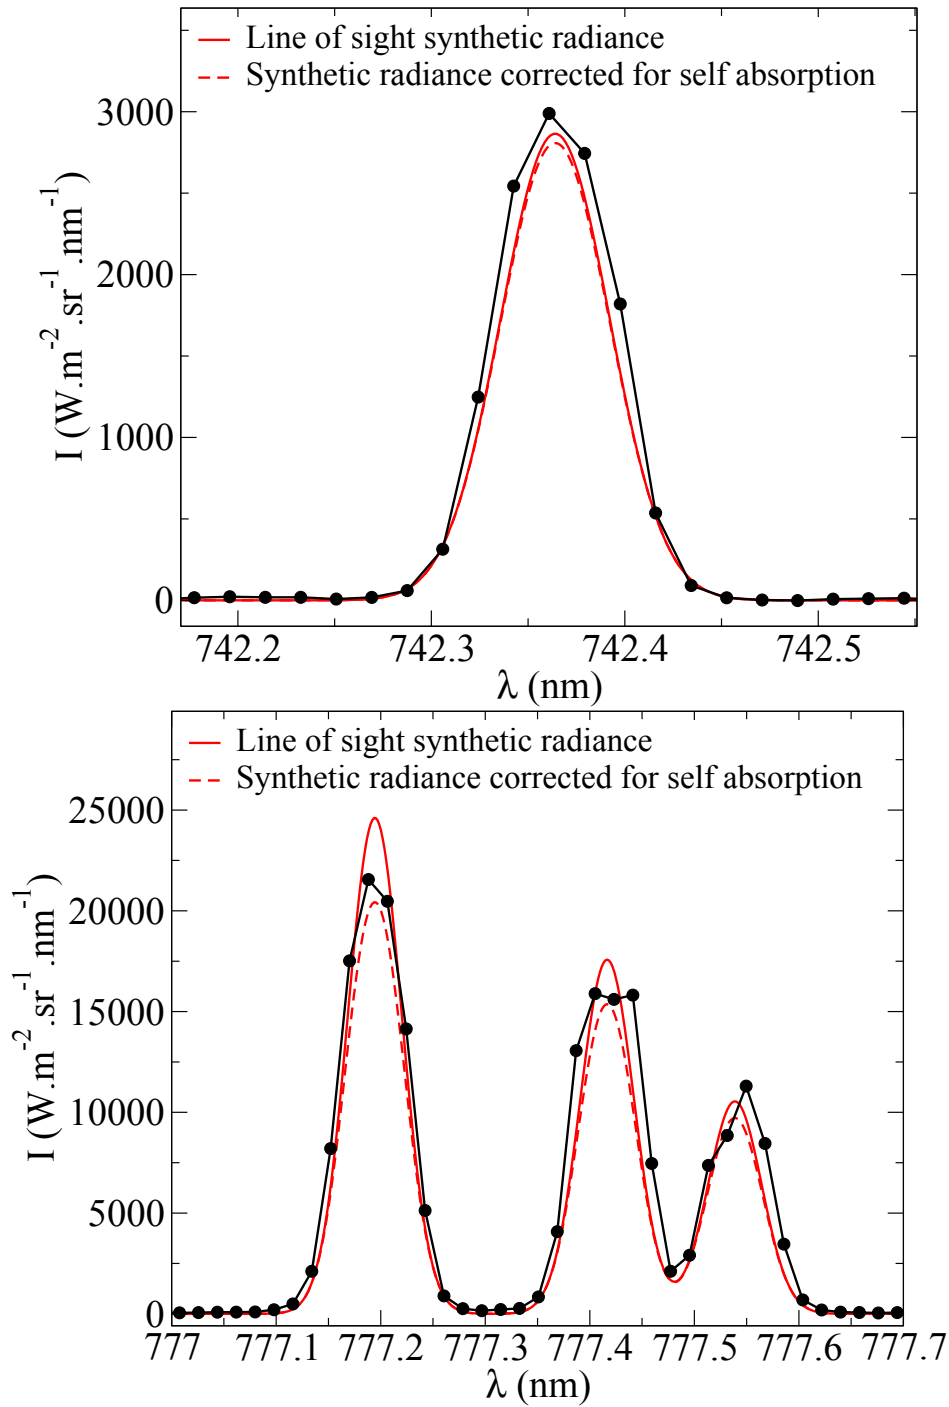 Line of sight synthetic radiance
Synthetic radiance corrected for self absorption
3000
2000
1000
0
I (W.m-2.sr-1.nm-1)
742.2 742.3 742.4 742.5
λ (nm)
Line of sight synthetic radiance
Synthetic radiance corrected for self absorption
25000
20000
15000
10000
5000
0
I (W.m-2.sr-1.nm-1)
777 777.1 777.2 777.3 777.4 777.5 777.6 777.7
λ (nm)